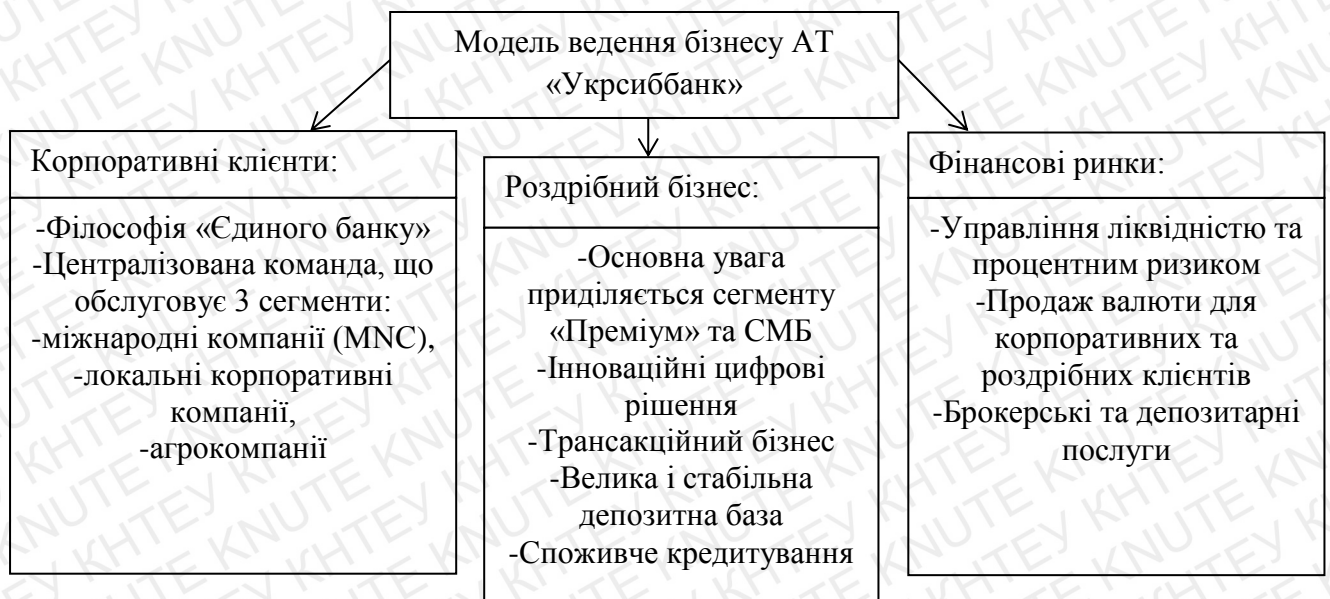 Модель ведення бізнесу АТ
«Укрсиббанк»
Корпоративні клієнти:
-Філософія «Єдиного банку»
-Централізована команда, що
обслуговує 3 сегменти:
-міжнародні компанії (MNC),
-локальні корпоративні
компанії,
-агрокомпанії
Роздрібний бізнес:
-Основна увага
приділяється сегменту
«Преміум» та СМБ
-Інноваційні цифрові
рішення
-Трансакційний бізнес
-Велика і стабільна
депозитна база
-Споживче кредитування
Фінансові ринки:
-Управління ліквідністю та
процентним ризиком
-Продаж валюти для
корпоративних та
роздрібних клієнтів
-Брокерські та депозитарні
послуги